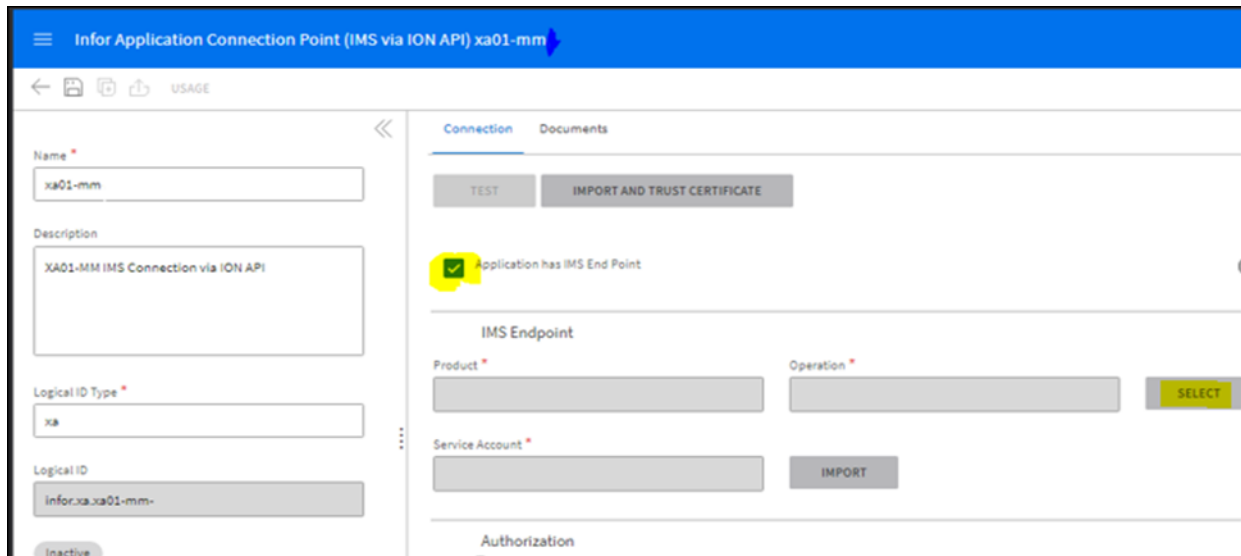 Infor Application Connection Point (IMS via ION API) xa01-mm
USAGE
Name *
xa01-mm
Description
XA01-MM IMS Connection via ION API
Logical ID Type *
xa
Logical ID
infor.xa.xa01-mm-
Inactive
Connection Documents
TEST IMPORT AND TRUST CERTIFICATE
Application has IMS End Point
IMS Endpoint
Product * Operation *
SELECT
Service Account *
IMPORT
Authorization